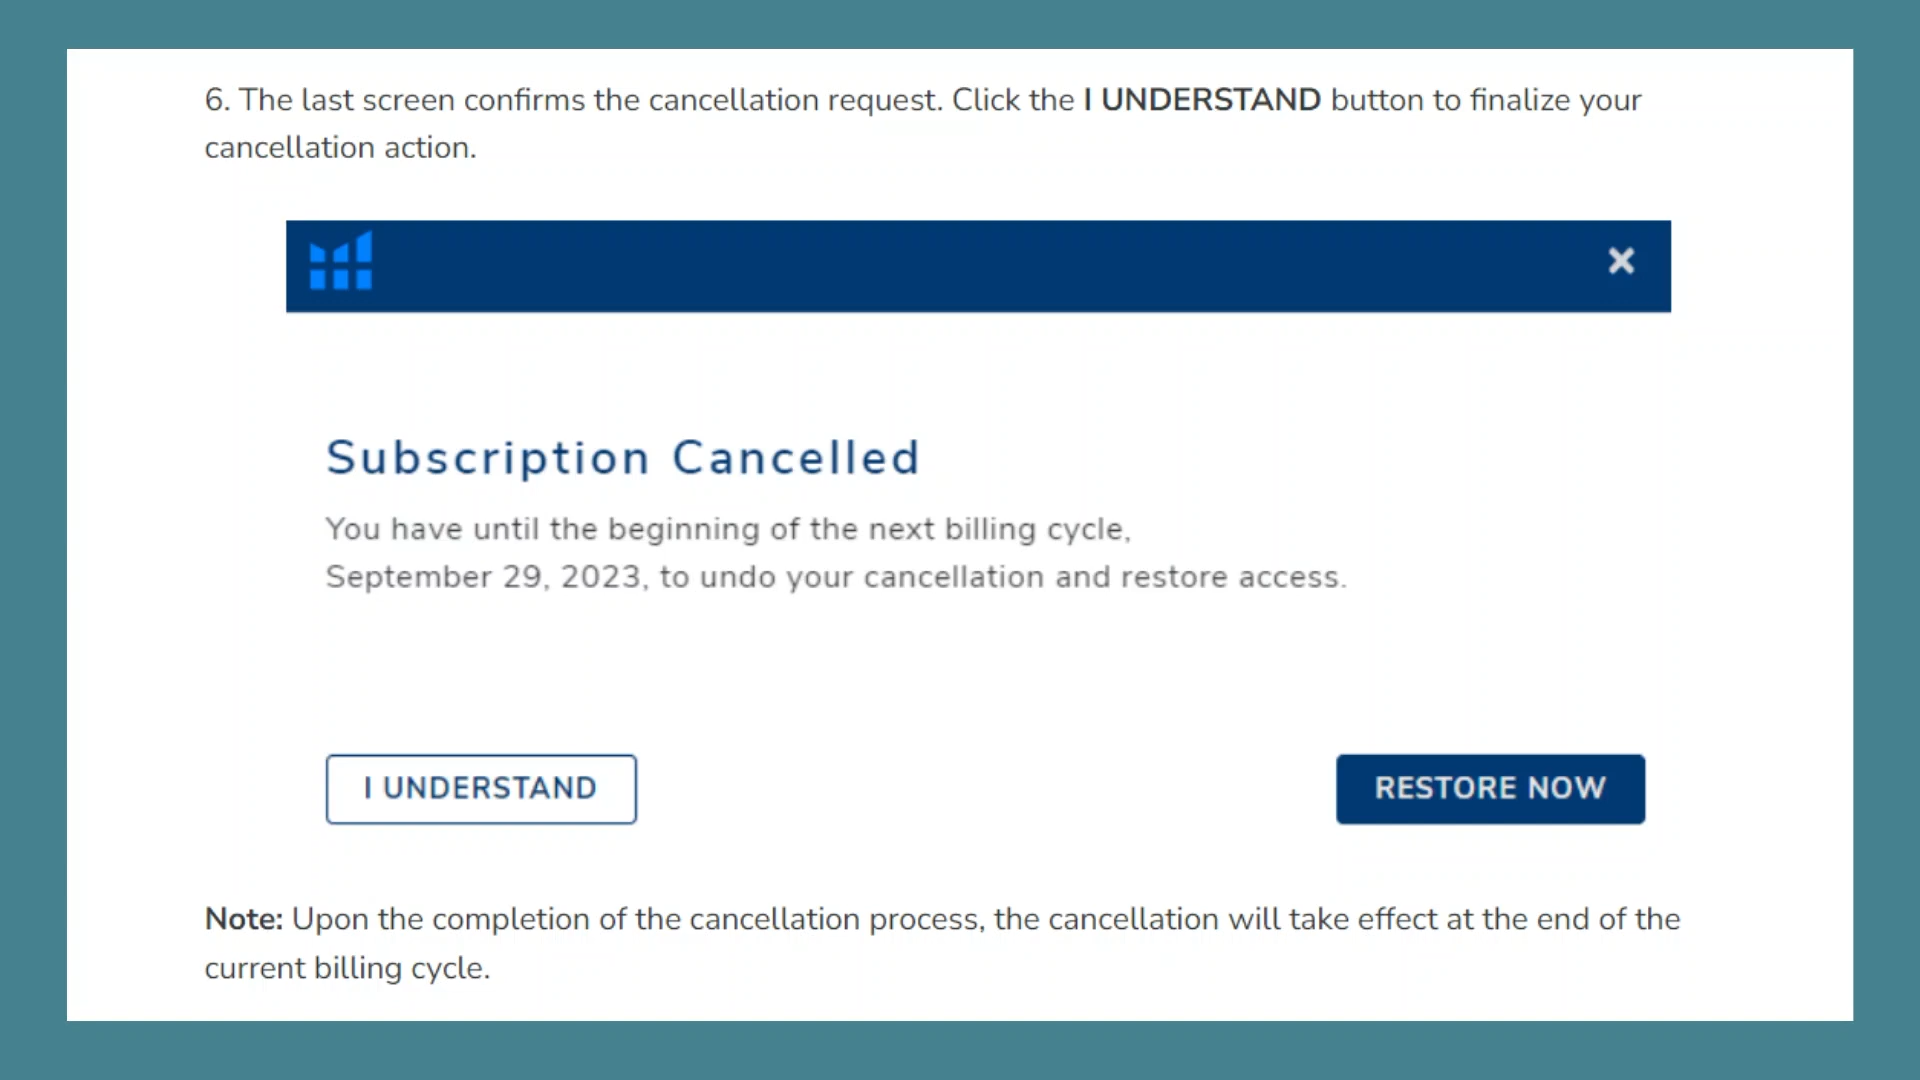 6. The last screen confirms the cancellation request. Click the I UNDERSTAND button to finalize your
cancellation action.
Subscription Cancelled
You have until the beginning of the next billing cycle,
September 29, 2023, to undo your cancellation and restore access.
I UNDERSTAND
RESTORE NOW
Note: Upon the completion of the cancellation process, the cancellation will take effect at the end of the
current billing cycle.